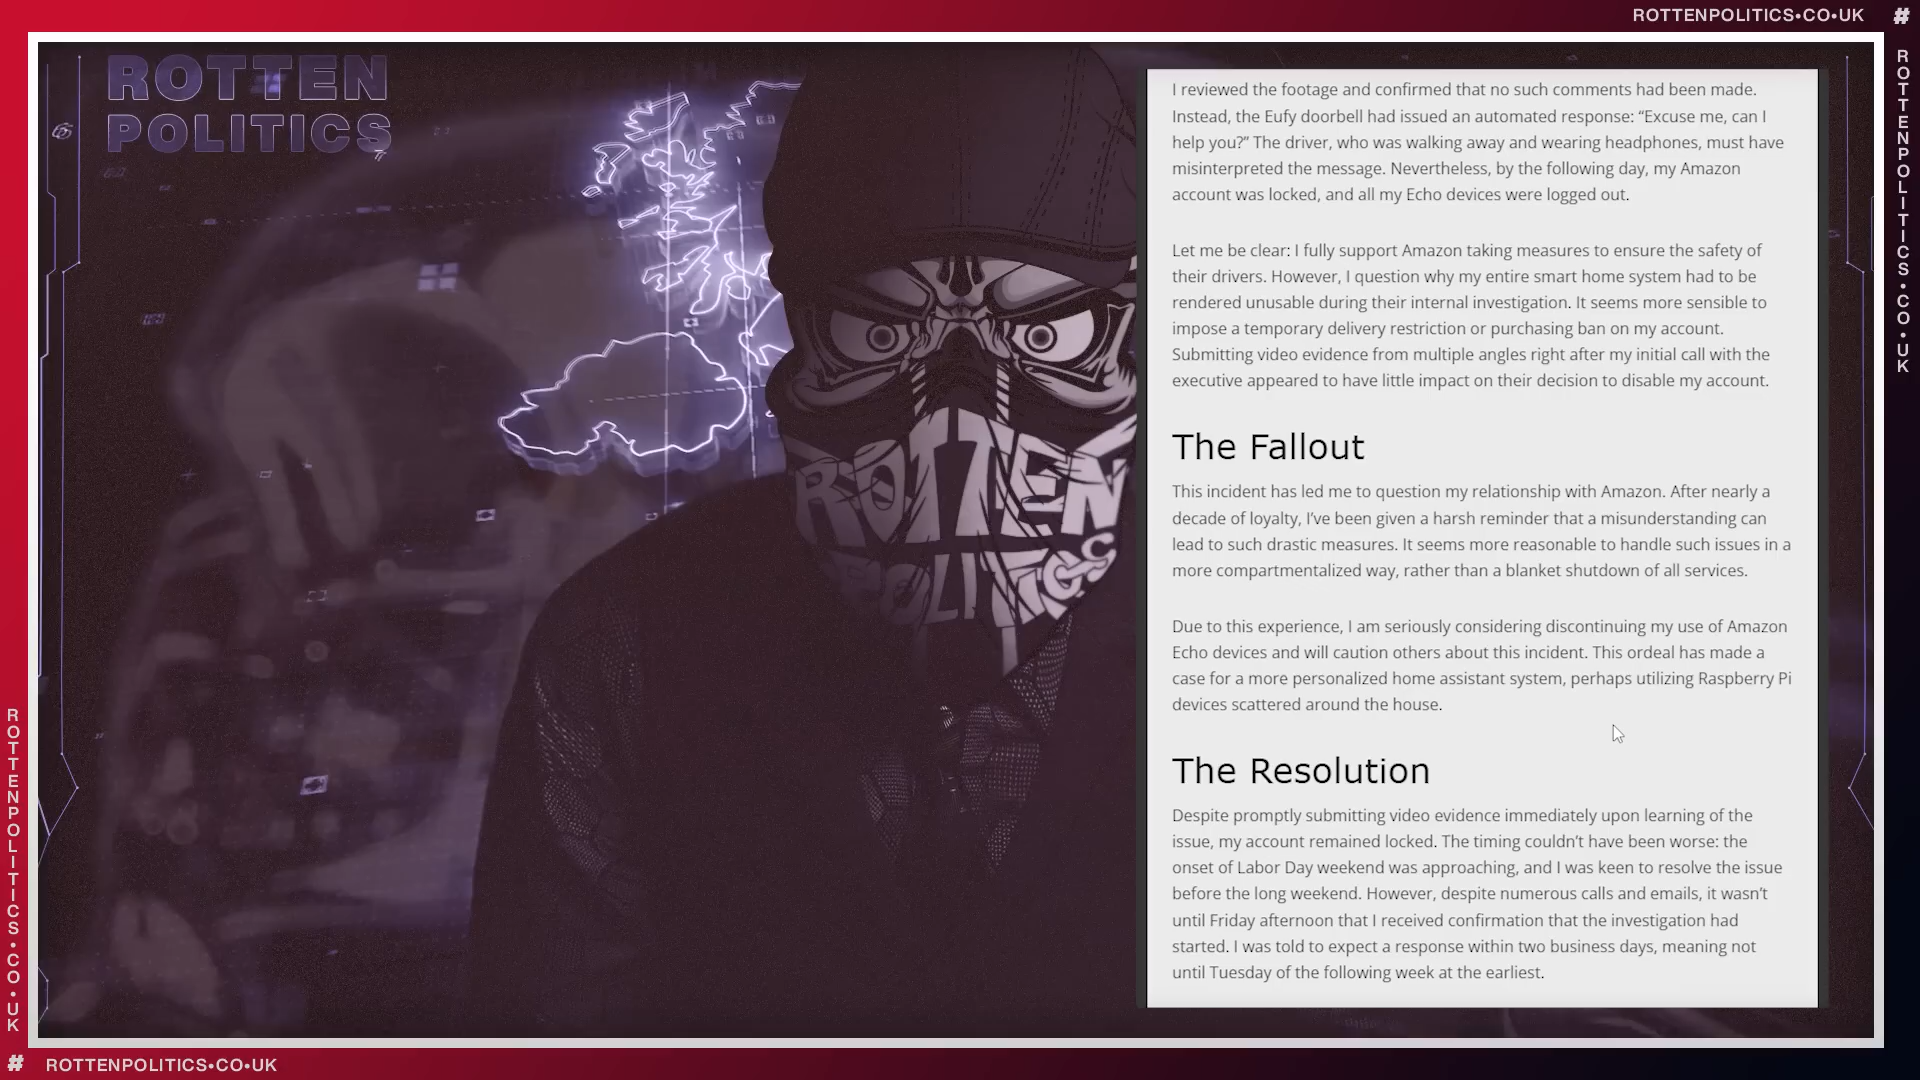 ROTTENPOLITICS•CO•UK #
ROTTENPOLITICS•CO•UK
ROTTEN
POLITICS
I reviewed the footage and confirmed that no such comments had been made.
Instead, the Eufy doorbell had issued an automated response: “Excuse me, can I
help you?” The driver, who was walking away and wearing headphones, must have
misinterpreted the message. Nevertheless, by the following day, my Amazon
account was locked, and all my Echo devices were logged out.
Let me be clear: I fully support Amazon taking measures to ensure the safety of
their drivers. However, I question why my entire smart home system had to be
rendered unusable during their internal investigation. It seems more sensible to
impose a temporary delivery restriction or purchasing ban on my account.
Submitting video evidence from multiple angles right after my initial call with the
executive appeared to have little impact on their decision to disable my account.
The Fallout
This incident has led me to question my relationship with Amazon. After nearly a
decade of loyalty, I’ve been given a harsh reminder that a misunderstanding can
lead to such drastic measures. It seems more reasonable to handle such issues in a
more compartmentalized way, rather than a blanket shutdown of all services.
Due to this experience, I am seriously considering discontinuing my use of Amazon
Echo devices and will caution others about this incident. This ordeal has made a
case for a more personalized home assistant system, perhaps utilizing Raspberry Pi
devices scattered around the house.
The Resolution
Despite promptly submitting video evidence immediately upon learning of the
issue, my account remained locked. The timing couldn’t have been worse: the
onset of Labor Day weekend was approaching, and I was keen to resolve the issue
before the long weekend. However, despite numerous calls and emails, it wasn’t
until Friday afternoon that I received confirmation that the investigation had
started. I was told to expect a response within two business days, meaning not
until Tuesday of the following week at the earliest.
ROTTEN
POLITICS
ROTTENPOLITICS•CO•UK
# ROTTENPOLITICS•CO•UK